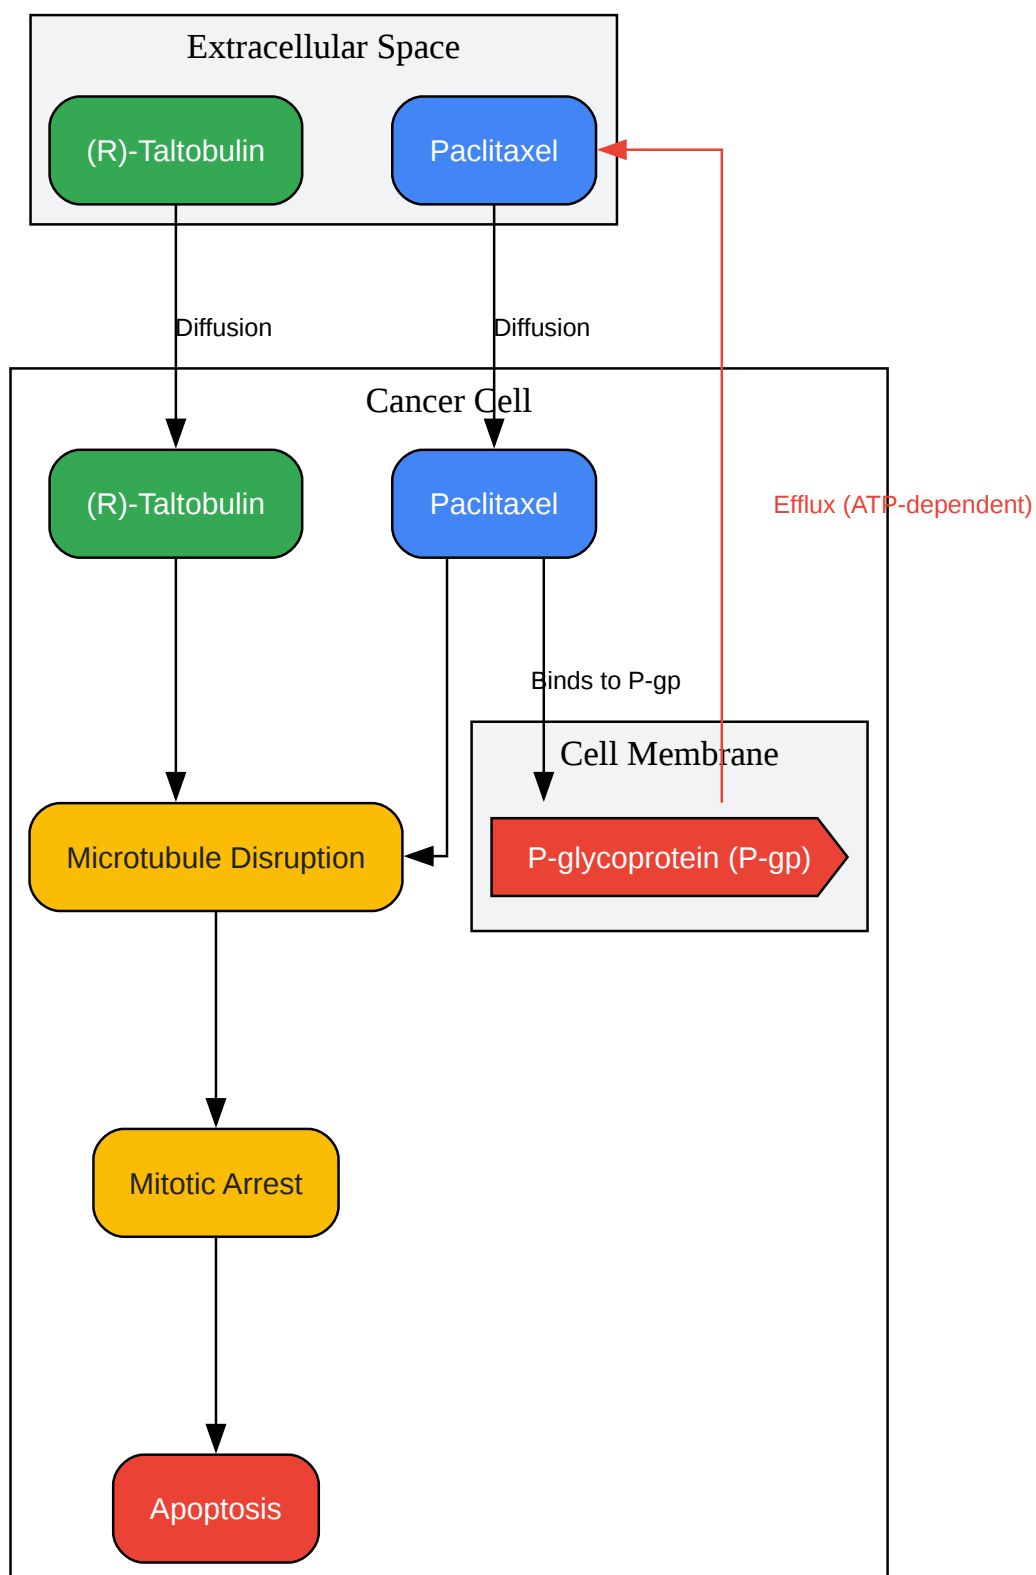 Extracellular Space
(R)-Taltobulin
Paclitaxel
Diffusion
Diffusion
Cancer Cell
(R)-Taltobulin
Paclitaxel
Efflux (ATP-dependent)
Binds to P-gp
Cell Membrane
Microtubule Disruption
P-glycoprotein (P-gp)
Mitotic Arrest
Apoptosis